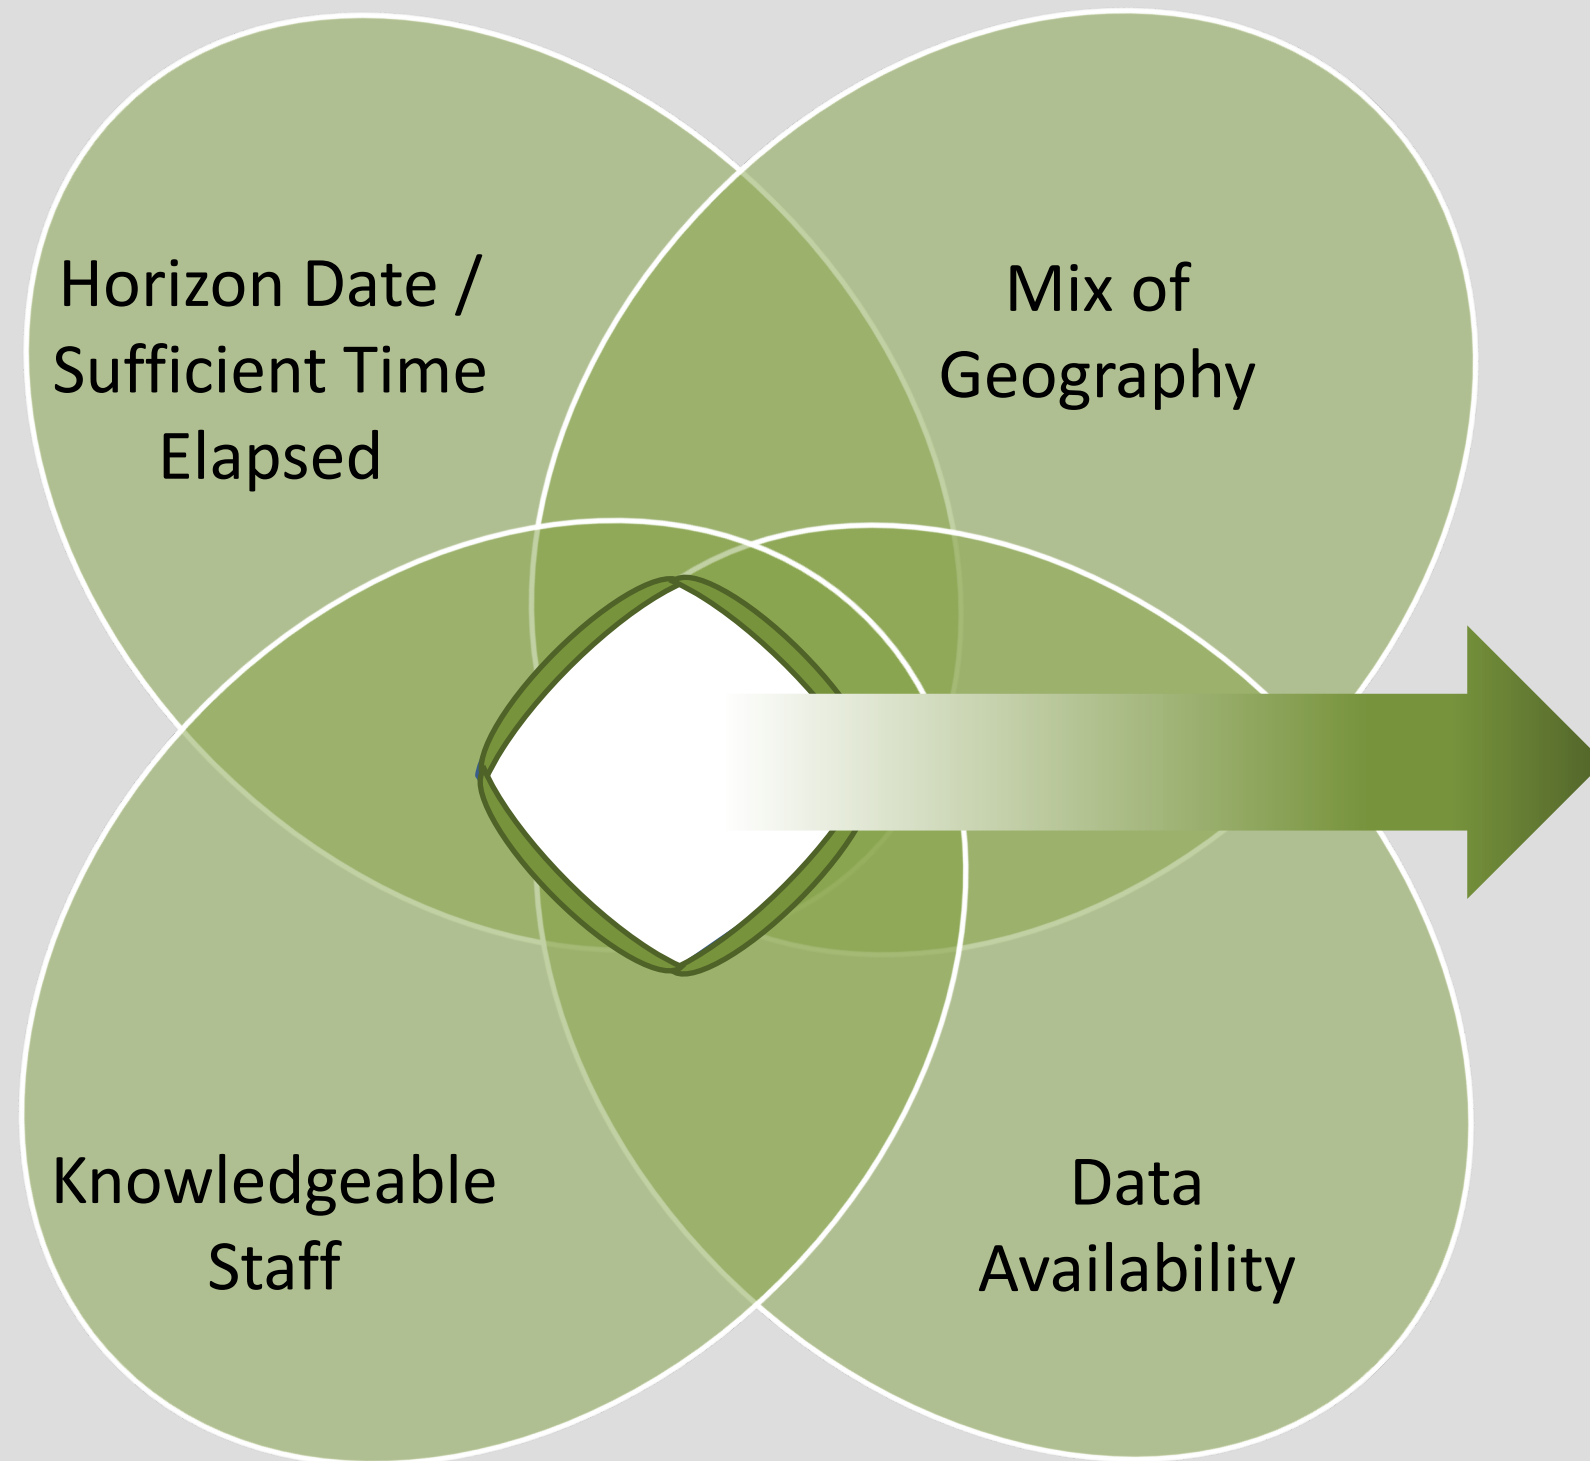 Horizon Date /
Sufficient Time
Elapsed
Mix of
Geography
Knowledgeable
Staff
Data
Availability